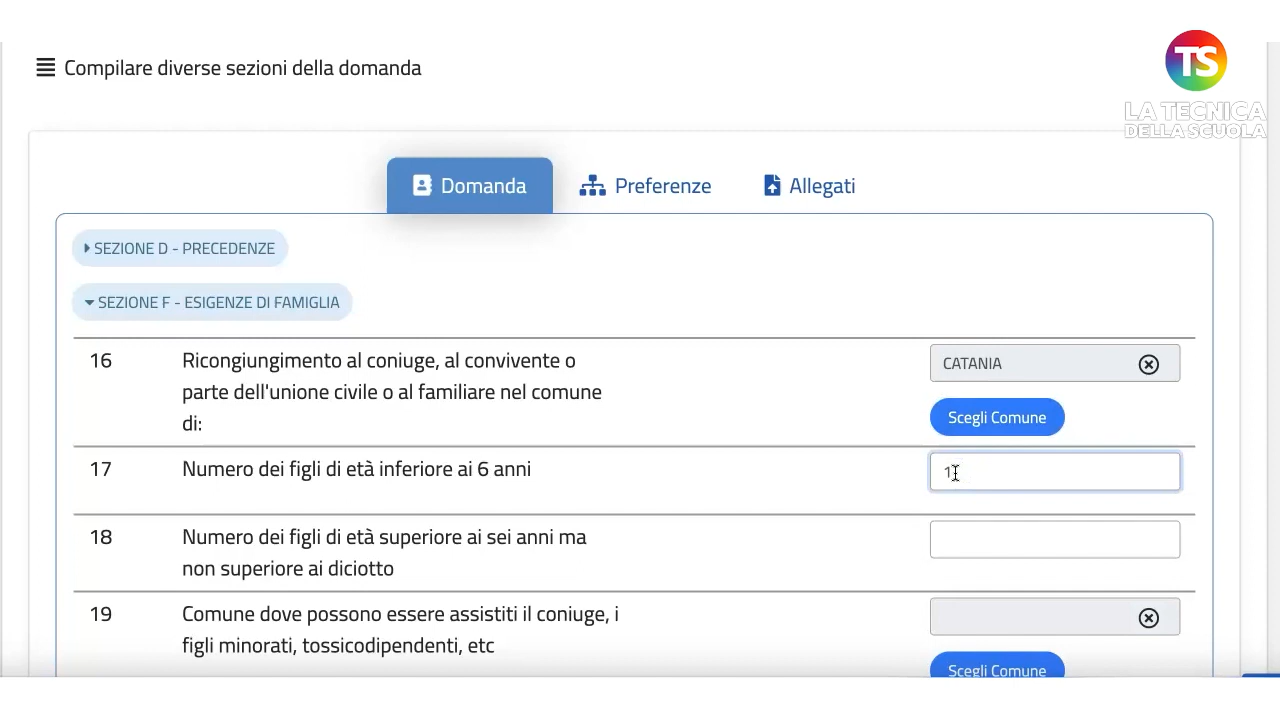 Compilare diverse sezioni della domanda
TS
LA TECNICA
DELLA SCUOLA
Domanda
Preferenze
Allegati
SEZIONE D - PRECEDENZE
SEZIONE F - ESIGENZE DI FAMIGLIA
16
Ricongiungimento al coniuge, al convivente o
parte dell'unione civile o al familiare nel comune
di:
CATANIA
Scegli Comune
17
Numero dei figli di età inferiore ai 6 anni
1
18
Numero dei figli di età superiore ai sei anni ma
non superiore ai diciotto
19
Comune dove possono essere assistiti il coniuge, i
figli minorati, tossicodipendenti, etc
Scegli Comune